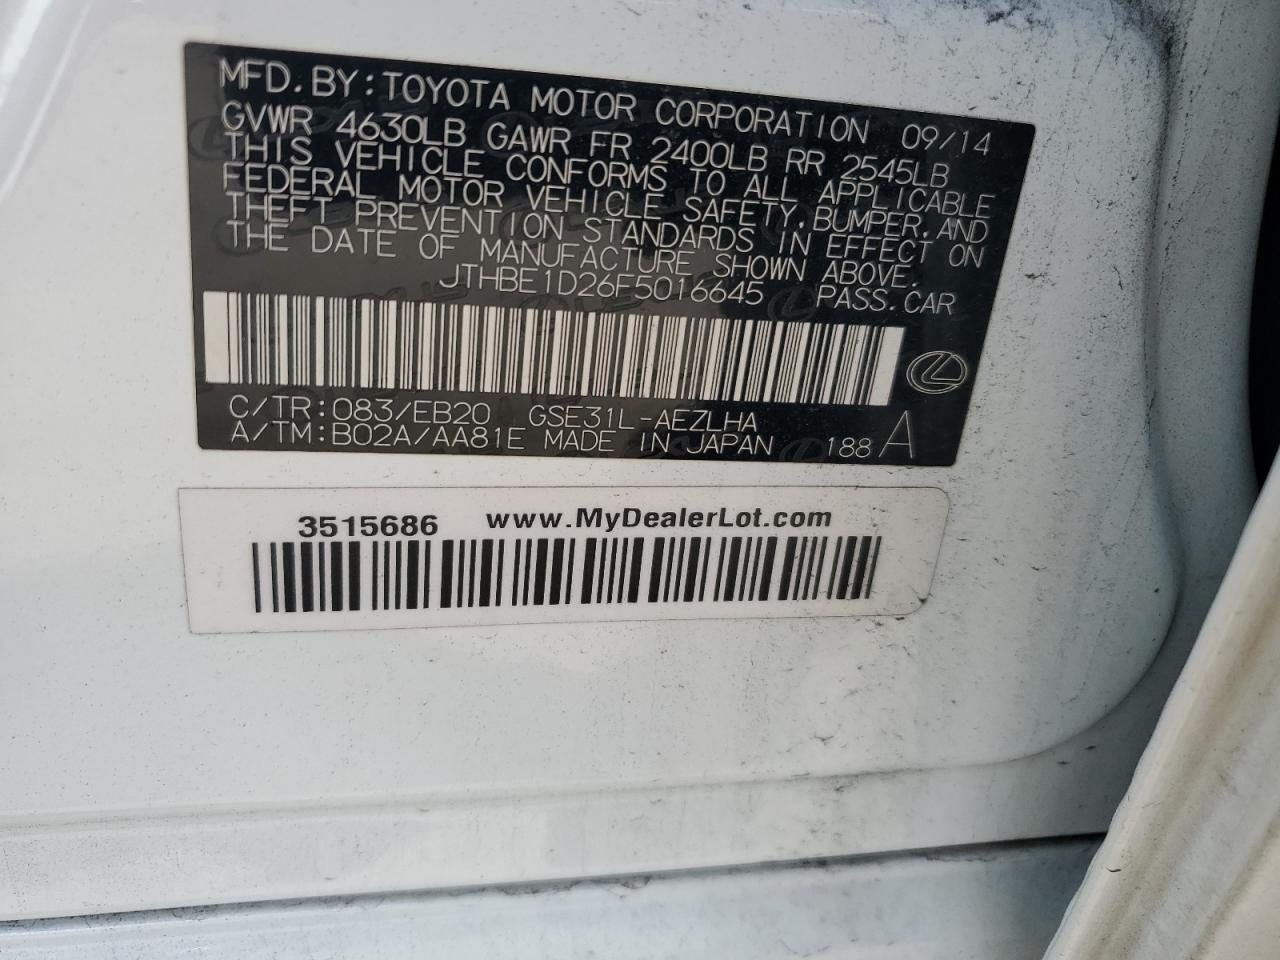 MFD. BY: TOYOTA MOTOR CORPORATION 09/14
GVWR 4630LB GAWR FR 2400LB RR 2545LB
THIS VEHICLE CONFORMS TO ALL APPLICABLE
FEDERAL MOTOR VEHICLE SAFETY, BUMPER, AND
THEFT PREVENTION STANDARDS IN EFFECT ON
THE DATE OF MANUFACTURE SHOWN ABOVE.
JTHBE1D26F5016645 PASS. CAR
C/TR: 083/EB20 GSE31L-AEZLHA
A/TM: B02A/AA81E MADE IN JAPAN 188 A
3515686 www.MyDealerLot.com